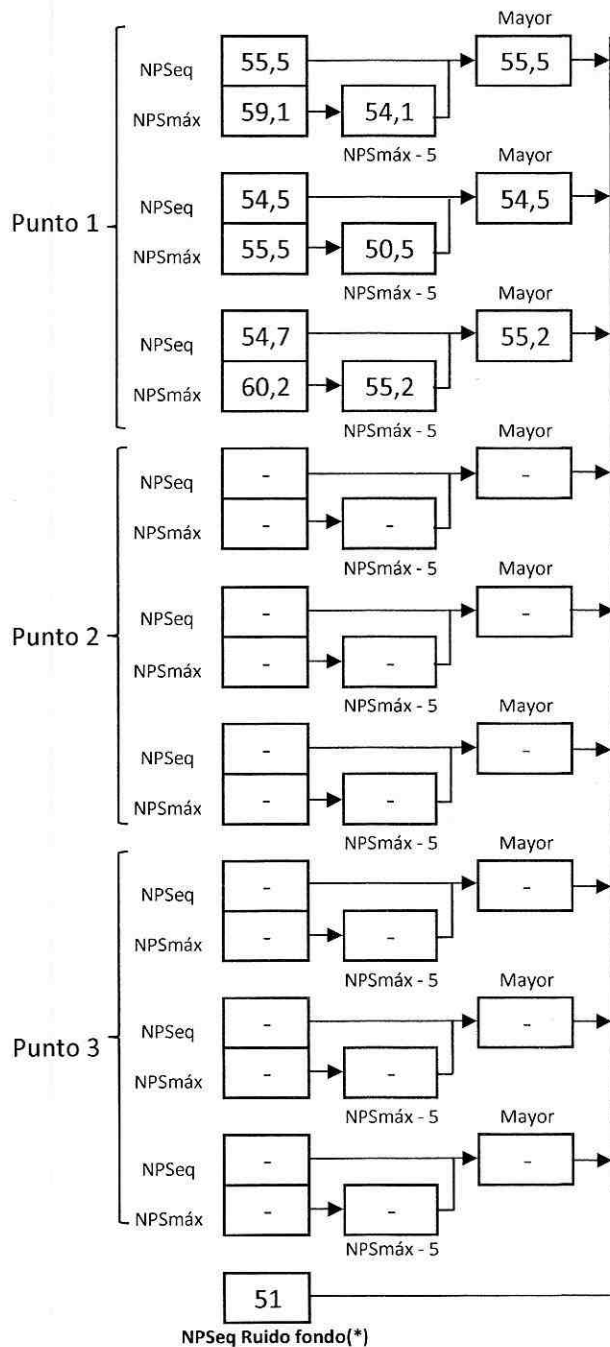 Mayor
NPSeq 55,5 55,5
NPSmáx 59,1 54,1
NPSmáx - 5
Mayor
NPSeq 54,5 54,5
Punto 1
NPSmáx 55,5 50,5
NPSmáx - 5
Mayor
NPSeq 54,7 55,2
NPSmáx 60,2 55,2
NPSmáx - 5
Mayor
NPSeq - -
NPSmáx - -
NPSmáx - 5
Mayor
NPSeq - -
Punto 2
NPSmáx - -
NPSmáx - 5
Mayor
NPSeq - -
NPSmáx - -
NPSmáx - 5
Mayor
NPSeq - -
NPSmáx - -
NPSmáx - 5
Mayor
NPSeq - -
Punto 3
NPSmáx - -
NPSmáx - 5
Mayor
NPSeq - -
NPSmáx - -
NPSmáx - 5
51
NPSeq Ruido fondo(*)